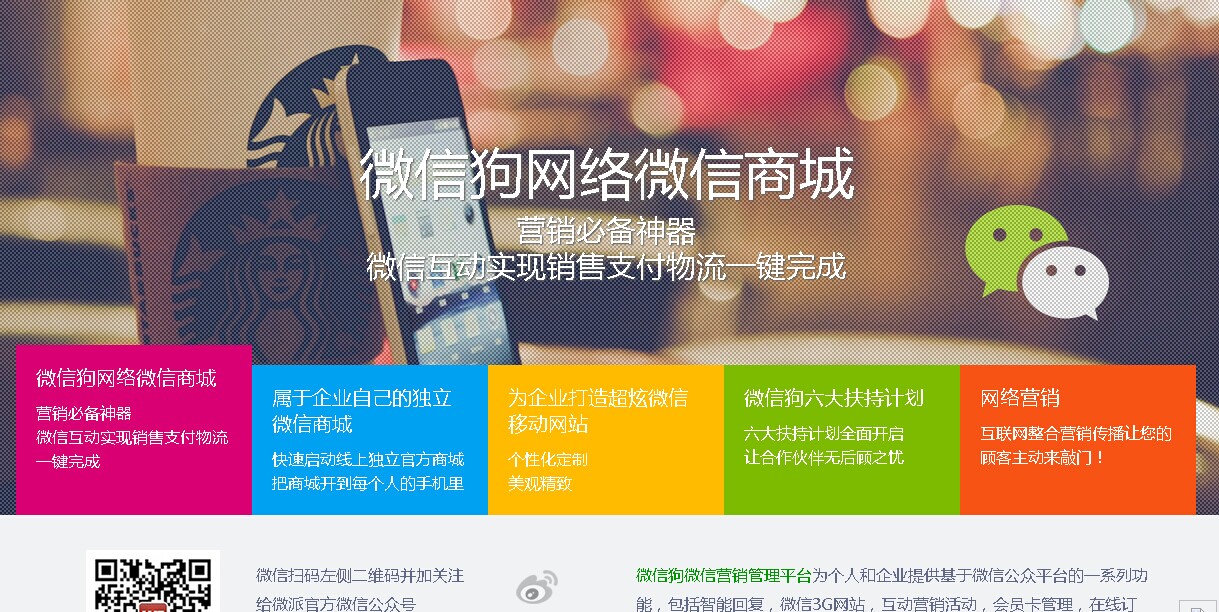 微信狗网络微信商城
营销必备神器
微信互动实现销售支付物流一键完成
微信狗网络微信商城
营销必备神器
微信互动实现销售支付物流
一键完成
属于企业自己的独立
微信商城
快速启动线上独立官方商城
把商城开到每个人的手机里
为企业打造超炫微信
移动网站
个性化定制
美观精致
微信狗六大扶持计划
六大扶持计划全面开启
让合作伙伴无后顾之忧
网络营销
互联网整合营销传播让您的
顾客主动来敲门！
微信扫码左侧二维码并加关注
给微派官方微信公众号
微信狗微信营销管理平台为个人和企业提供基于微信公众平台的一系列功
能，包括智能回复，微信3G网站，互动营销活动，会员卡管理，在线订